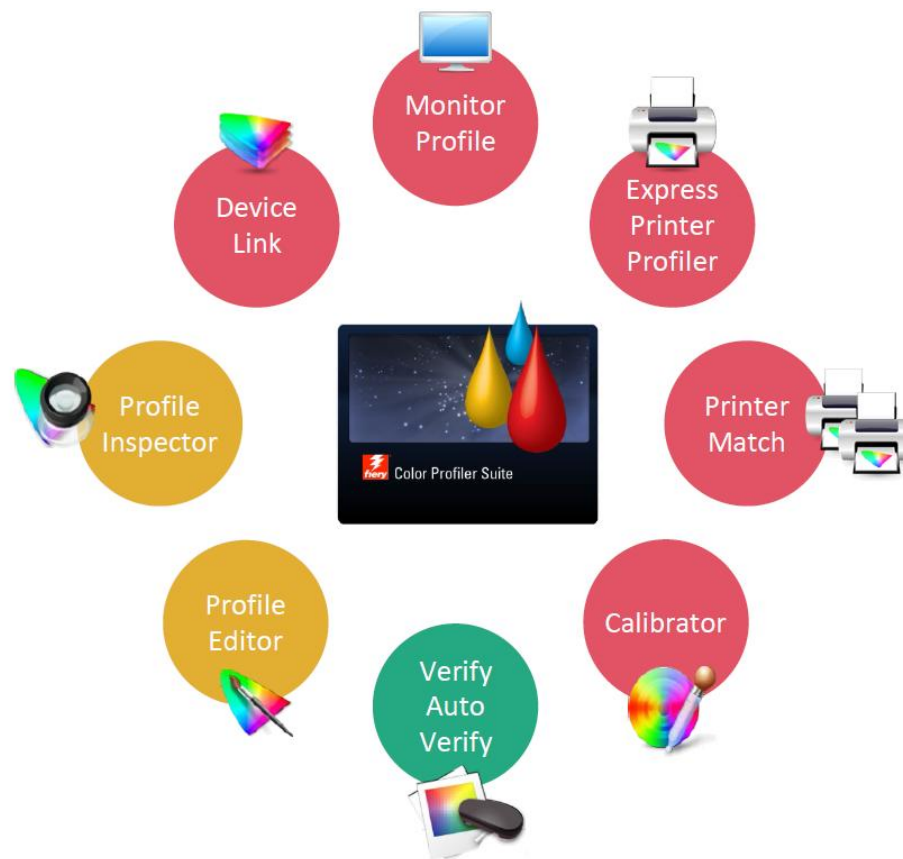 Monitor
Profile
Express
Printer
Profiler
Device
Link
Profile
Inspector
fiery Color Profiler Suite
Printer
Match
Profile
Editor
Calibrator
Verify
Auto
Verify